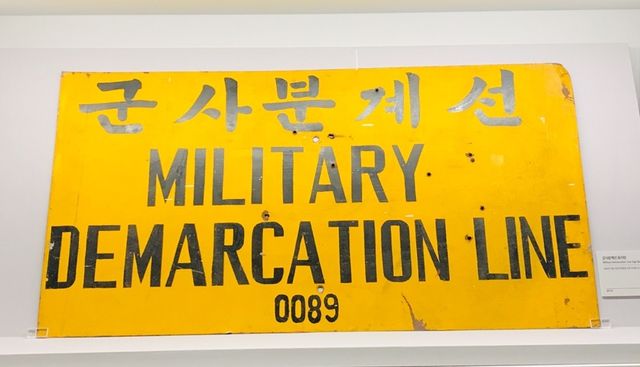 군사분계선
MILITARY
DEMARCATION LINE
0089